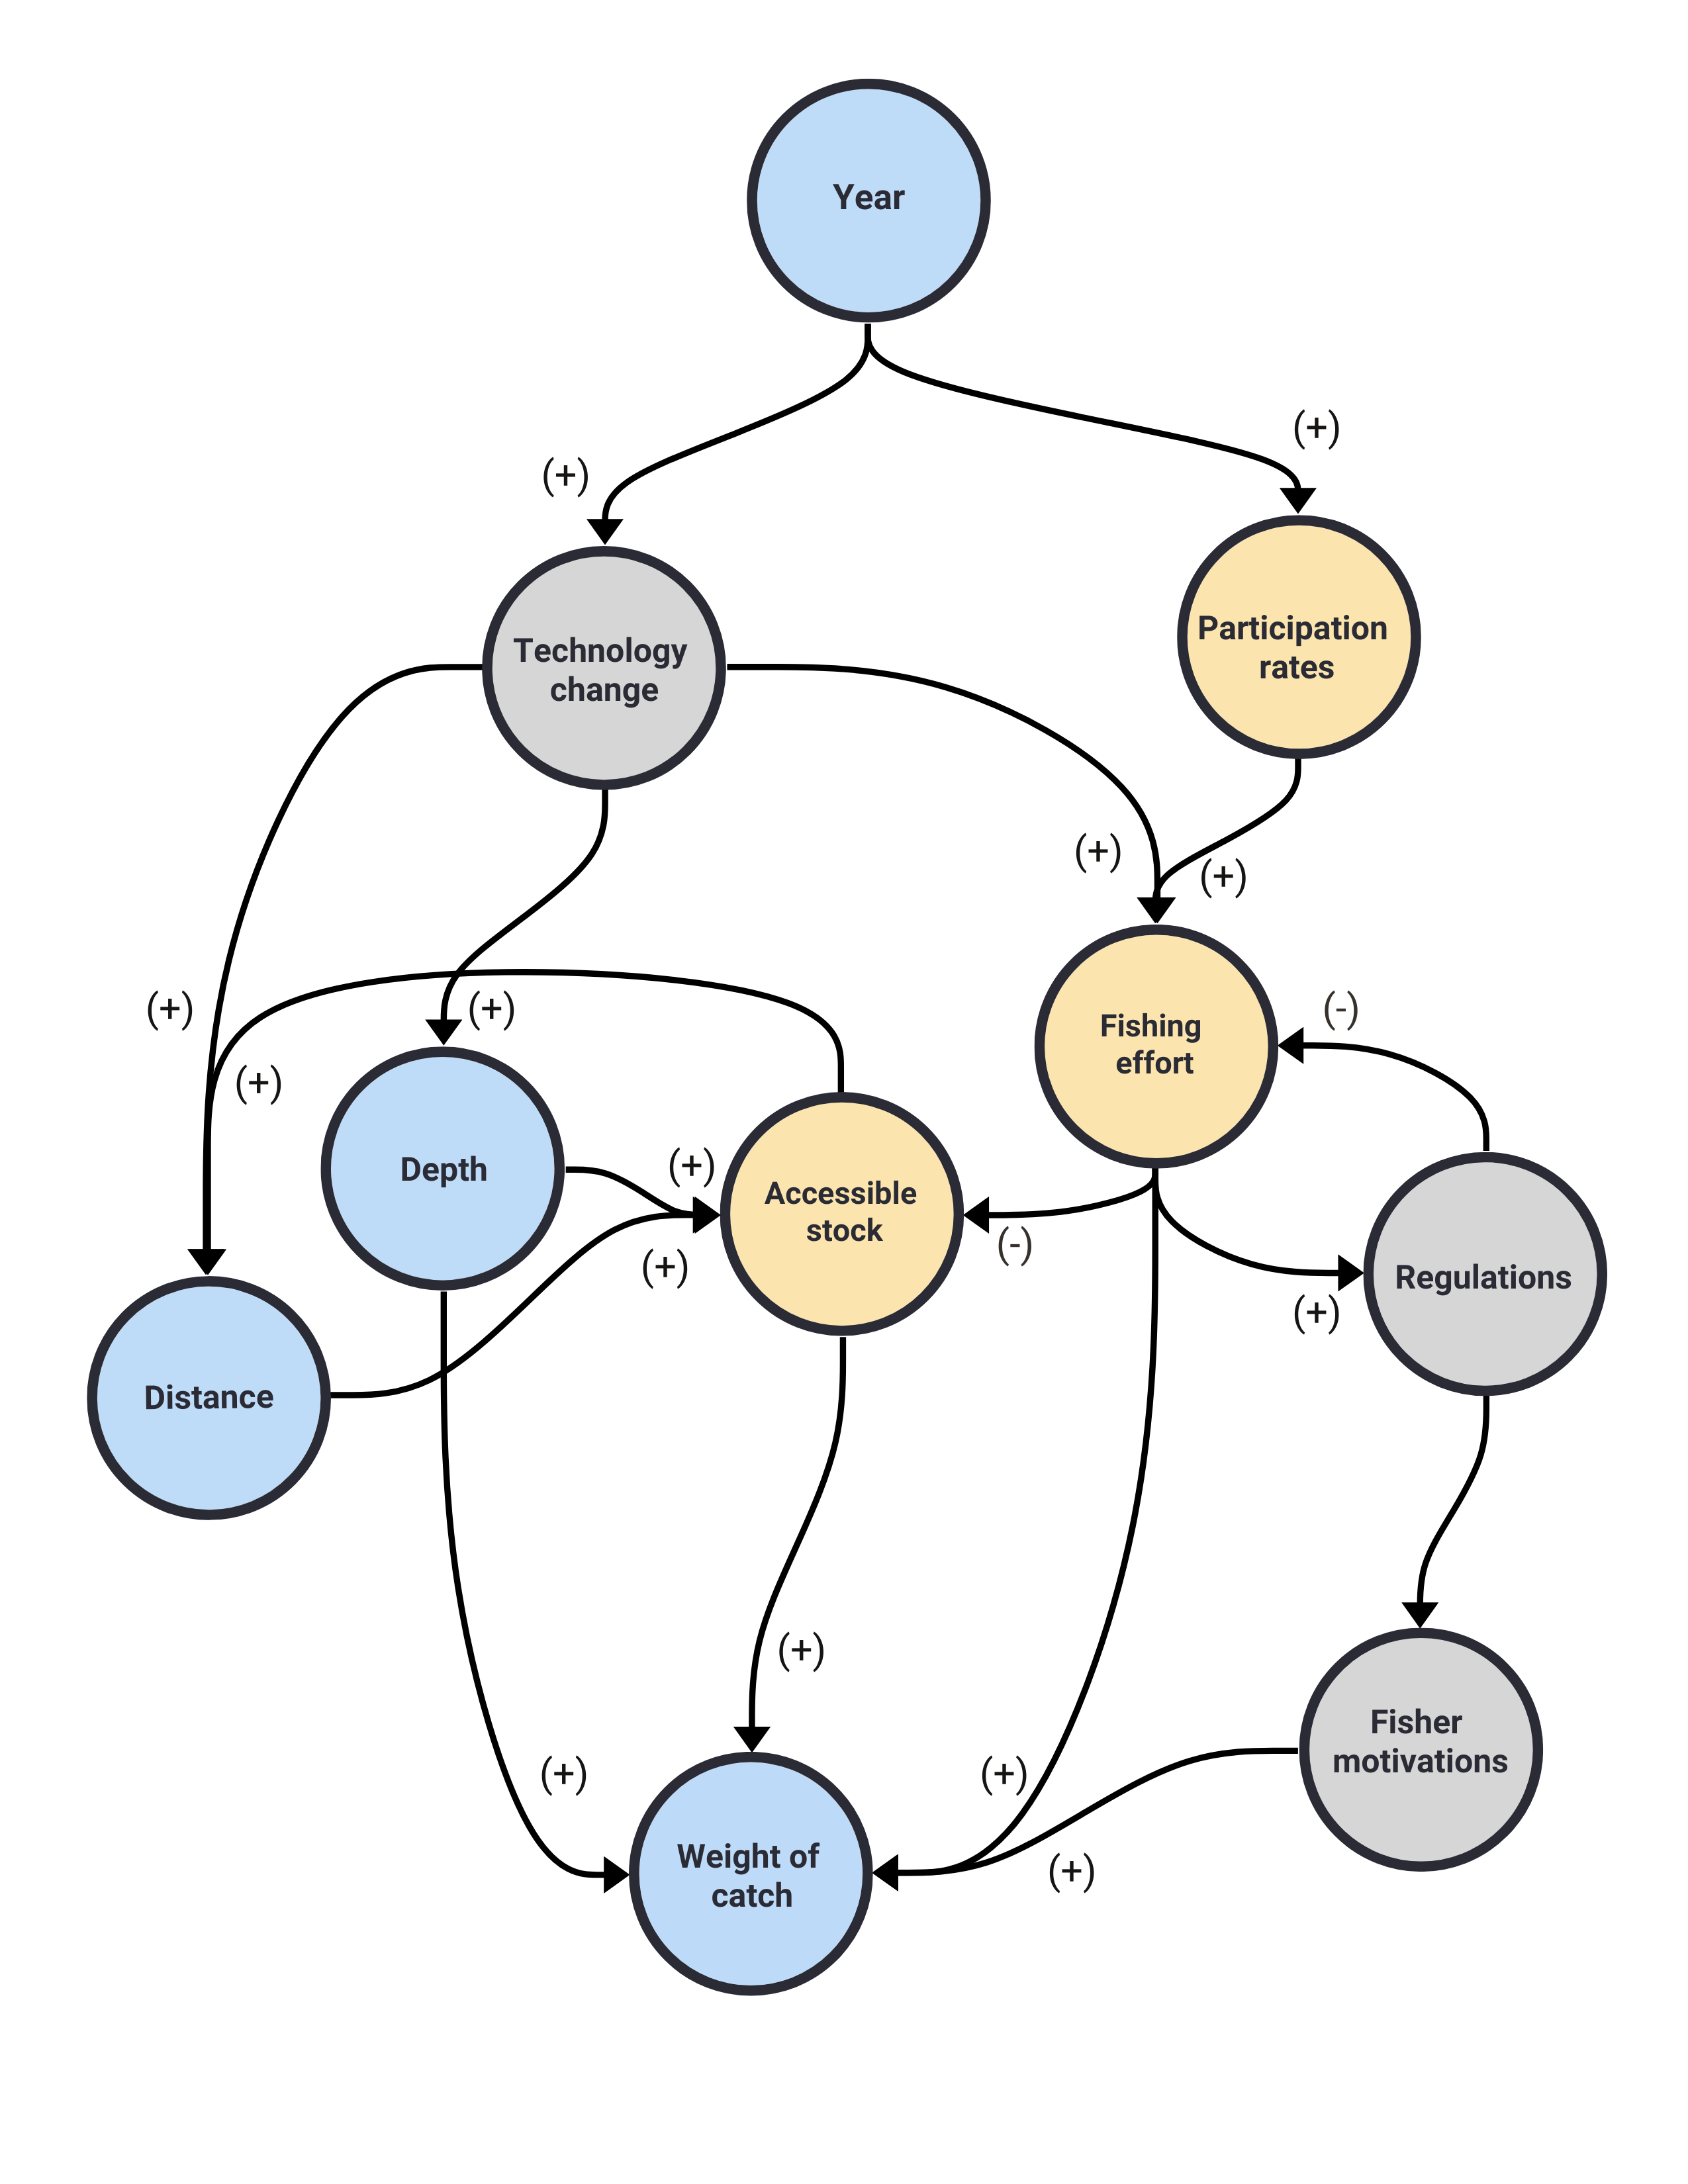 Year
(+)
(+)
Technology
change
Participation
rates
(+)
(+)
(+)
(+)
(-)
Fishing
effort
(+)
Depth
(+)
Accessible
stock
(-)
(+)
Regulations
(+)
Distance
(+)
Fisher
motivations
(+)
(+)
Weight of
catch
(+)